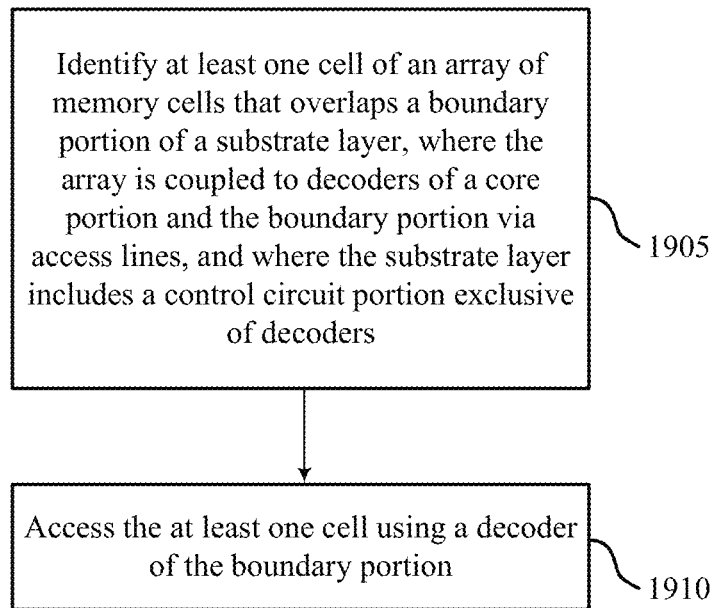 Identify at least one cell of an array of
memory cells that overlaps a boundary
portion of a substrate layer, where the
array is coupled to decoders of a core
portion and the boundary portion via
access lines, and where the substrate layer
includes a control circuit portion exclusive
of decoders
1905
Access the at least one cell using a decoder
of the boundary portion
1910